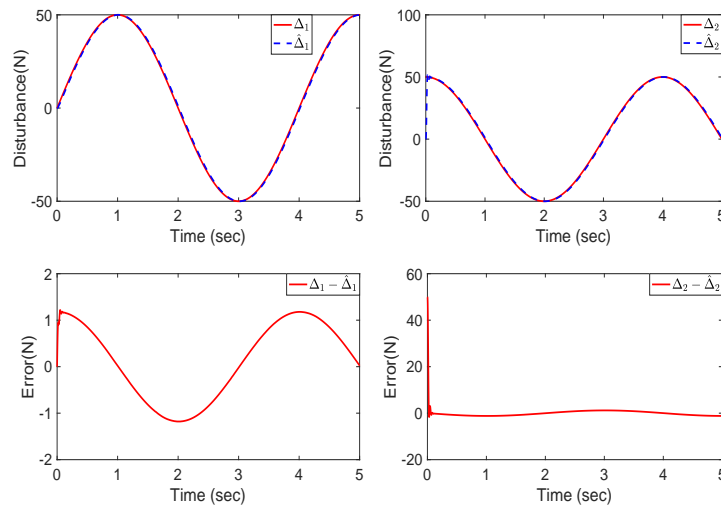 50
0
-50
Disturbance(N)
0 1 2 3 4 5
Time (sec)
Δ₁
Δ̂₁
100
50
0
-50
Disturbance(N)
0 1 2 3 4 5
Time (sec)
Δ₂
Δ̂₂
2
1
0
-1
-2
Error(N)
0 1 2 3 4 5
Time (sec)
Δ₁ − Δ̂₁
60
40
20
0
-20
Error(N)
0 1 2 3 4 5
Time (sec)
Δ₂ − Δ̂₂